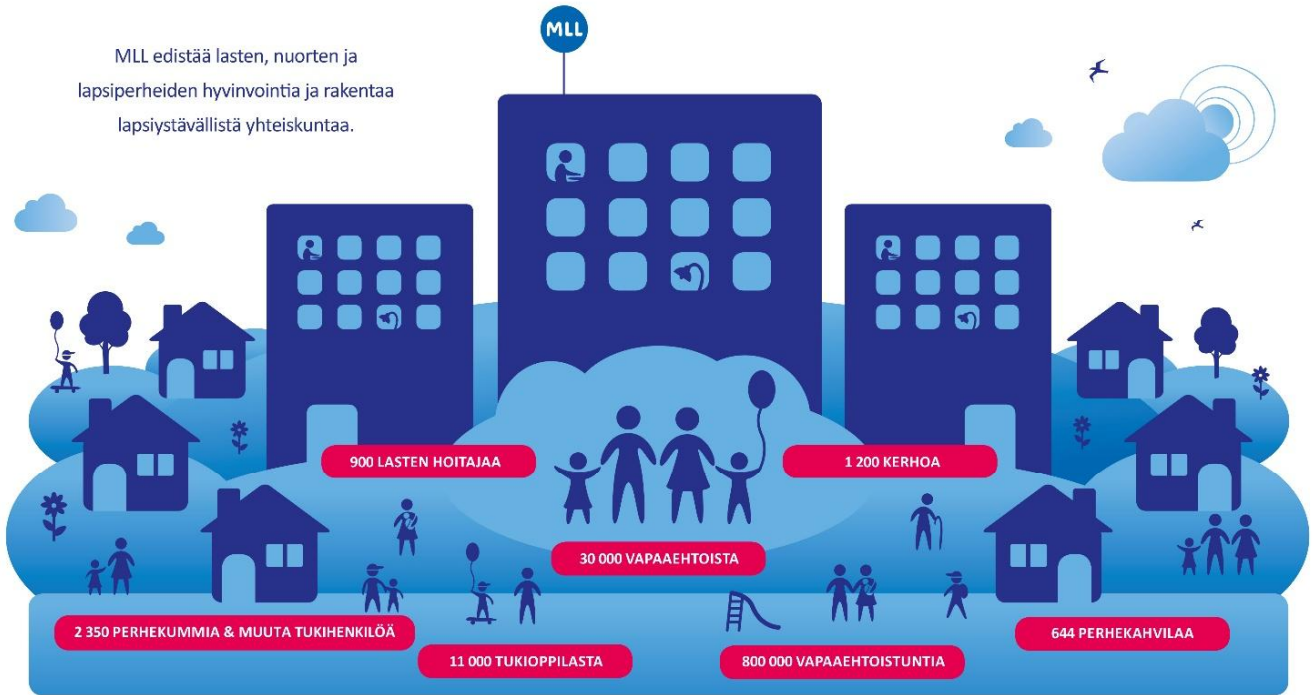 MLL
MLL edistää lasten, nuorten ja
lapsiperheiden hyvinvointia ja rakentaa
lapsiystävällistä yhteiskuntaa.
900 LASTEN HOITAJAA
1 200 KERHOA
30 000 VAPAAEHTOISTA
2 350 PERHEKUMMIA & MUUTA TUKIHENKILÖÄ
644 PERHEKAHVILAA
11 000 TUKIOPPILASTA
800 000 VAPAAEHTOISTUNTIA